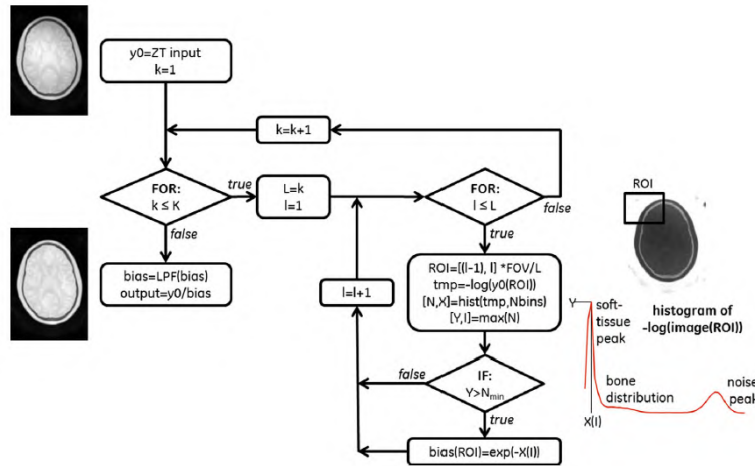 y0=ZT input
k=1
k=k+1
FOR:
k ≤ K
true
false
L=k
l=1
FOR:
l ≤ L
false
true
bias=LPF(bias)
output=y0/bias
l=l+1
ROI=[(l-1), l] *FOV/L
tmp=-log(y0(ROI))
[N,X]=hist(tmp,Nbins)
[Y,I]=max(N)
IF:
Y>Nmin
false
true
bias(ROI)=exp(-X(I))
ROI
histogram of
-log(image(ROI))
Y
soft-
tissue
peak
bone
distribution
noise
peak
X(I)